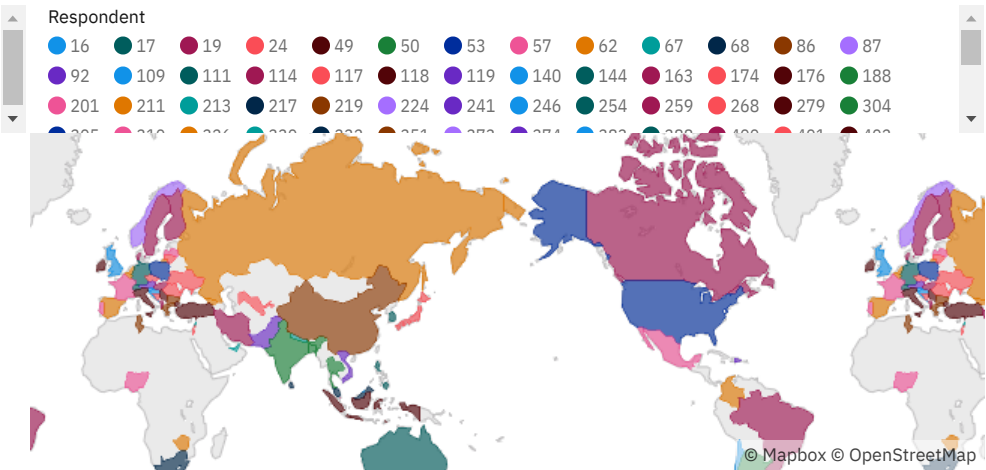 Respondent
16 17 19 24 49 50 53 57 62 67 68 86 87
92 109 111 114 117 118 119 140 144 163 174 176 188
201 211 213 217 219 224 241 246 254 259 268 279 304
© Mapbox © OpenStreetMap